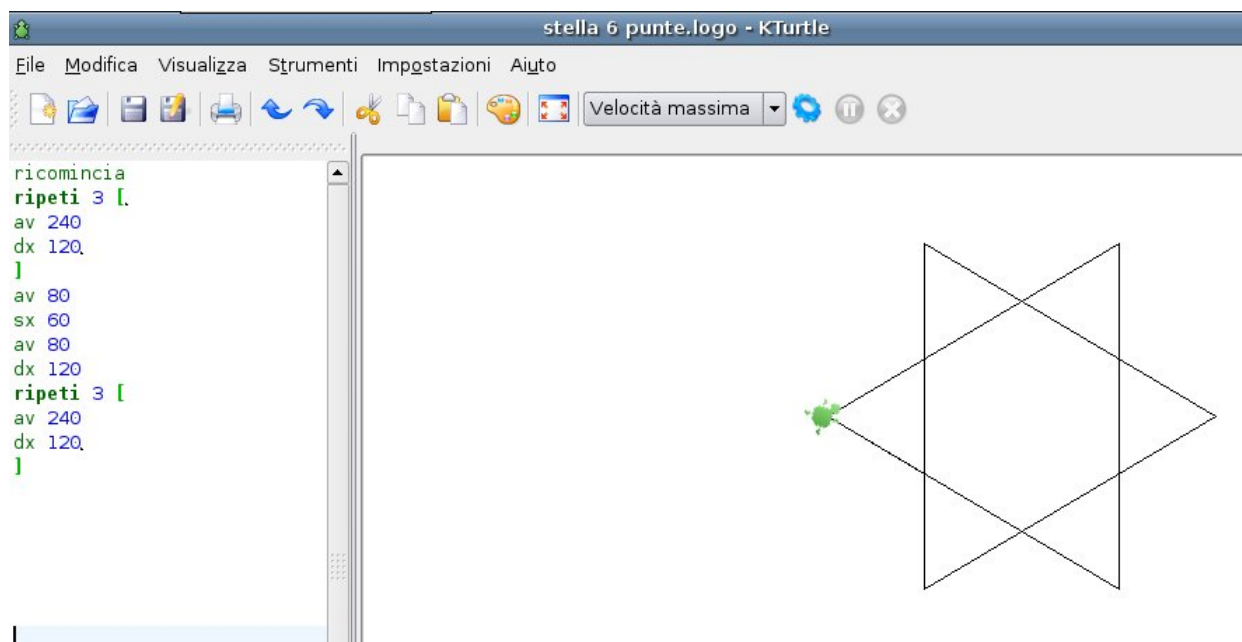 stella 6 punte.logo - KTurtle
File Modifica Visualizza Strumenti Impostazioni Aiuto
Velocità massima
ricomincia
ripeti 3 [
av 240
dx 120
]
av 80
sx 60
av 80
dx 120
ripeti 3 [
av 240
dx 120
]